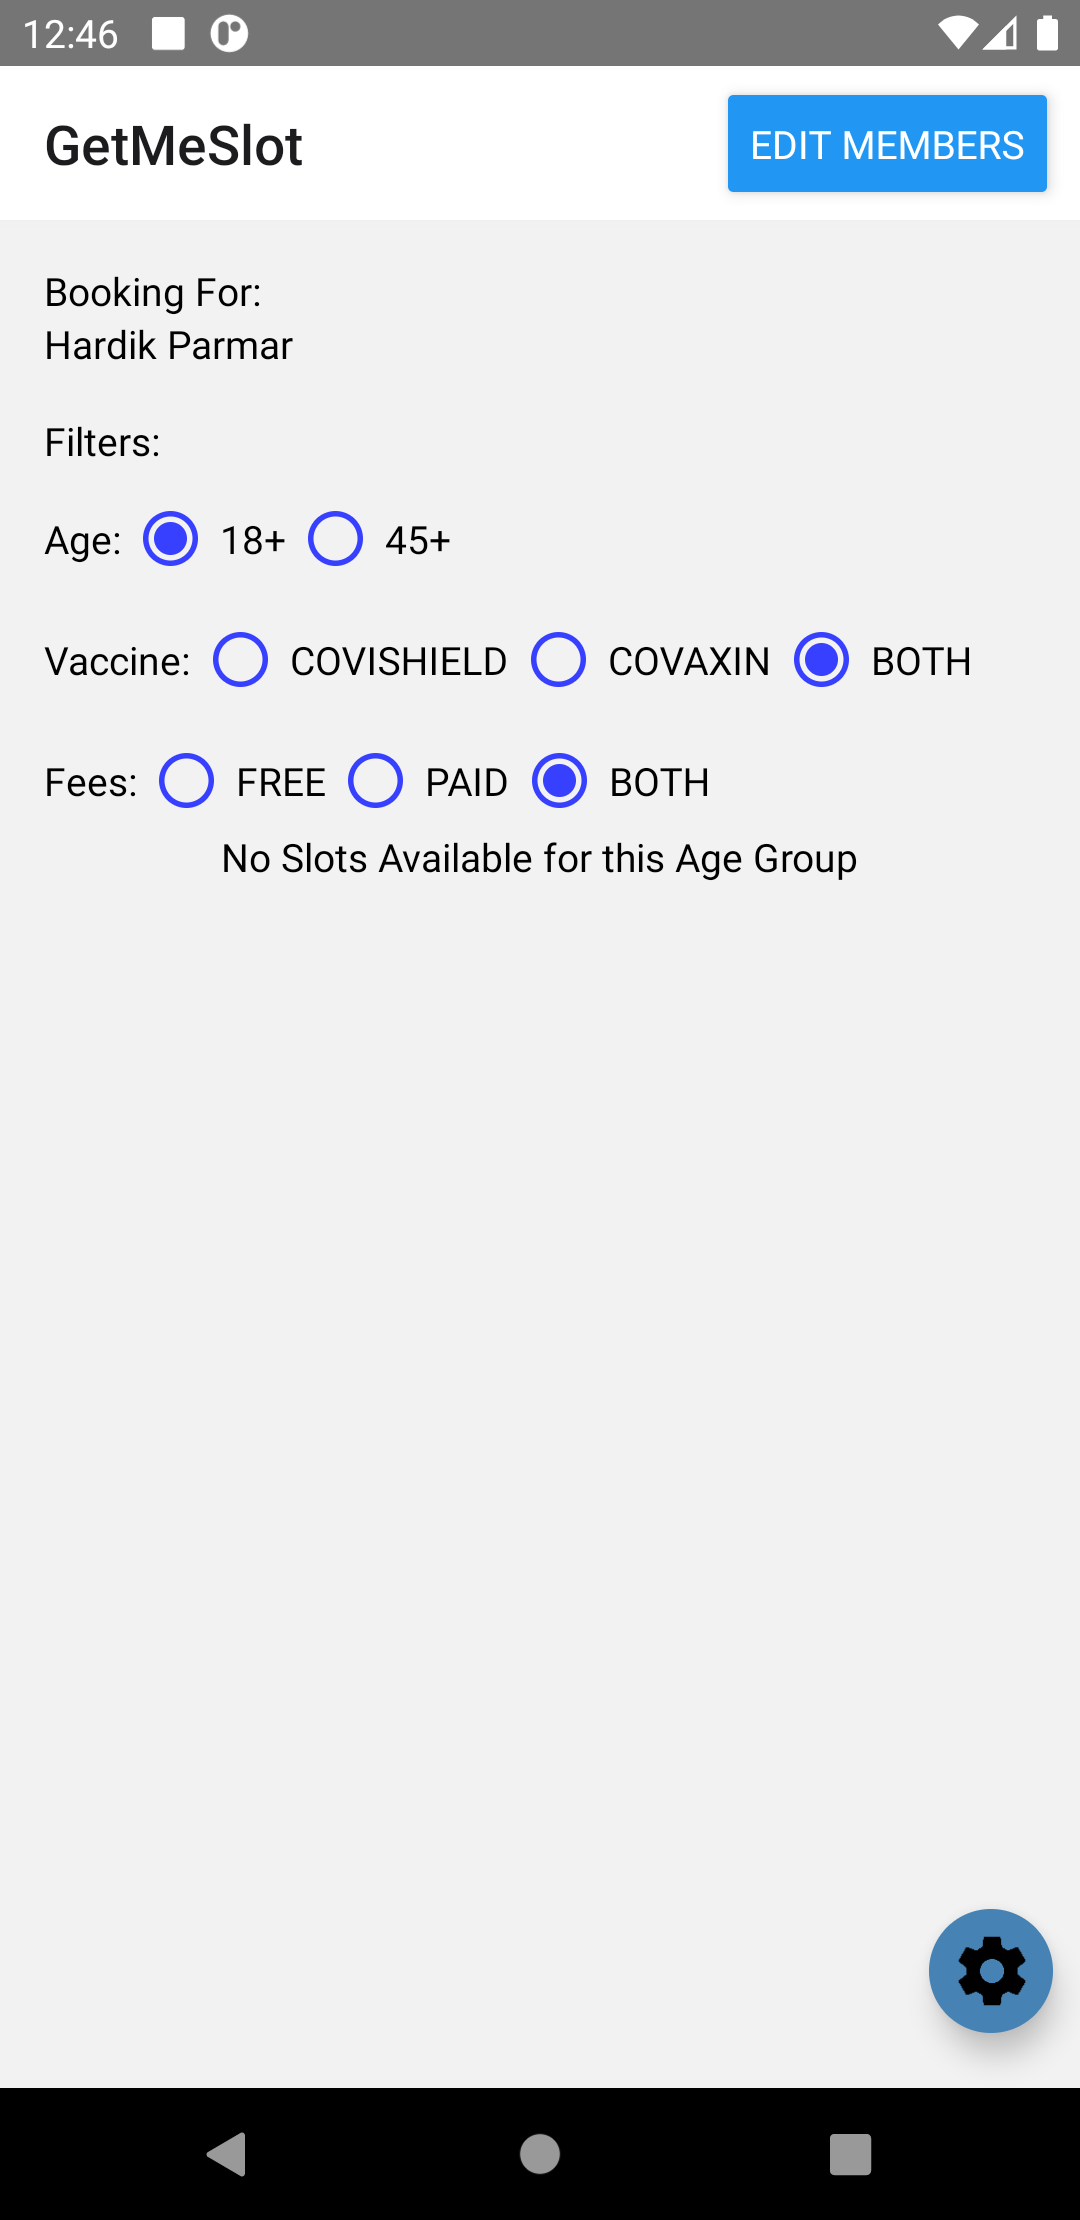 12:46
GetMeSlot
EDIT MEMBERS
Booking For:
Hardik Parmar
Filters:
Age: 18+ 45+
Vaccine: COVISHIELD COVAXIN BOTH
Fees: FREE PAID BOTH
No Slots Available for this Age Group